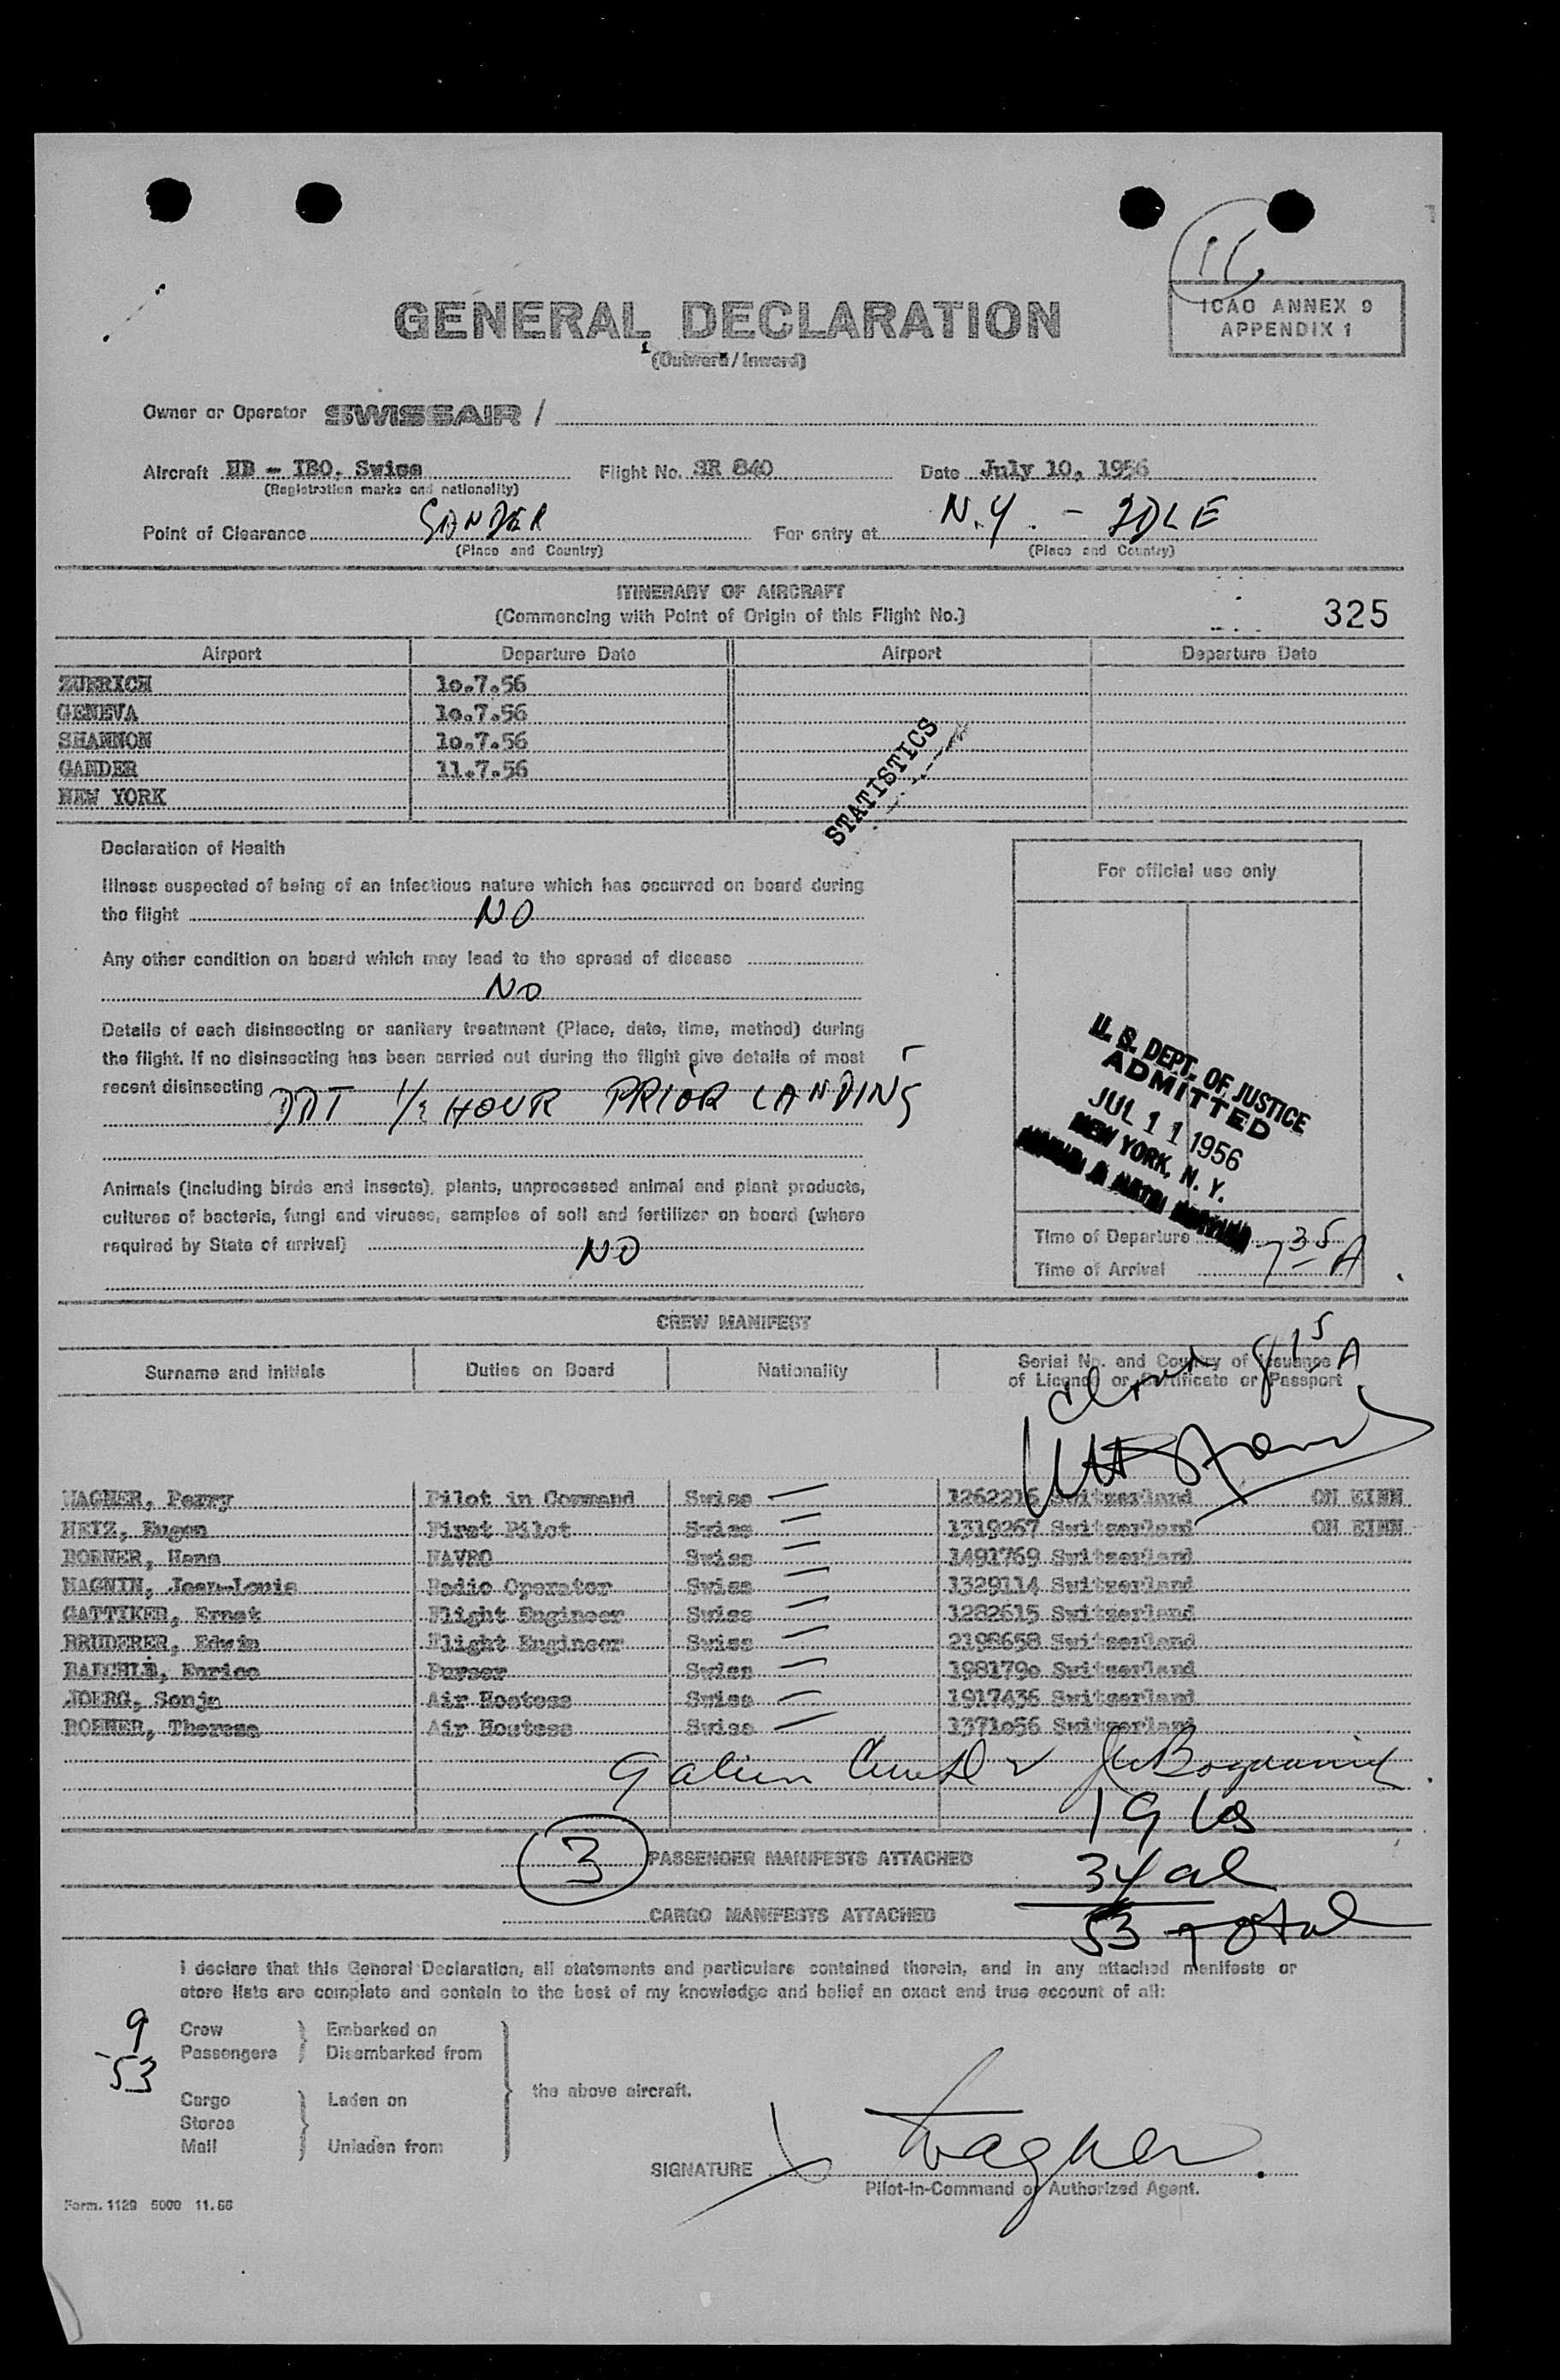 11
ICAO ANNEX 9
APPENDIX 1
GENERAL DECLARATION
(Outward/Inward)
Owner or Operator SWISSAIR /
Aircraft HB - IBO, Swiss Flight No. SR 840 Date July 10, 1956
(Registration marks and nationality)
Point of Clearance GANDER For entry at N.Y. - IDLE
(Place and Country) (Place and Country)
ITINERARY OF AIRCRAFT
(Commencing with Point of Origin of this Flight No.)
325
Airport Departure Date Airport Departure Date
ZUERICH 10.7.56
GENEVA 10.7.56
SHANNON 10.7.56
GANDER 11.7.56
NEW YORK
STATISTICS
Declaration of Health
Illness suspected of being of an infectious nature which has occurred on board during
the flight NO
Any other condition on board which may lead to the spread of disease
NO
Details of each disinsecting or sanitary treatment (Place, date, time, method) during
the flight. If no disinsecting has been carried out during the flight give details of most
recent disinsecting DDT 1/2 HOUR PRIOR LANDING
Animals (including birds and insects), plants, unprocessed animal and plant products,
cultures of bacteria, fungi and viruses, samples of soil and fertilizer on board (where
required by State of arrival) NO
For official use only
U. S. DEPT. OF JUSTICE
ADMITTED
JUL 11 1956
NEW YORK, N. Y.
Time of Departure
Time of Arrival 7 35 A
CREW MANIFEST
8 15 A
Surname and Initials Duties on Board Nationality Serial No. and Country of Issuance
of Licence or Certificate or Passport
WAGNER, Perry Pilot in Command Swiss 1262216 Switzerland ON EINN
HEIZ, Eugen First Pilot Swiss 1319267 Switzerland ON EINN
ROHNER, Hans NAVRO Swiss 1491769 Switzerland
MAGNIN, Jean-Louis Radio Operator Swiss 1329114 Switzerland
GATTIKER, Ernst Flight Engineer Swiss 1282615 Switzerland
BRUDERER, Edwin Flight Engineer Swiss 2198658 Switzerland
Enrico Purser Swiss 1981790 Switzerland
JOERG, Sonja Air Hostess Swiss 1917436 Switzerland
ROHNER, Therese Air Hostess Swiss 1371056 Switzerland
9 alien
19
3 PASSENGER MANIFESTS ATTACHED
34 al
CARGO MANIFESTS ATTACHED
53 Total
I declare that this General Declaration, all statements and particulars contained therein, and in any attached manifests or
store lists are complete and contain to the best of my knowledge and belief an exact and true account of all:
9 Crew Embarked on
53 Passengers Disembarked from
the above aircraft.
Cargo Laden on
Stores
Mail Unladen from
SIGNATURE Wagner
Pilot-in-Command or Authorized Agent.
Form. 1129 5000 11.55